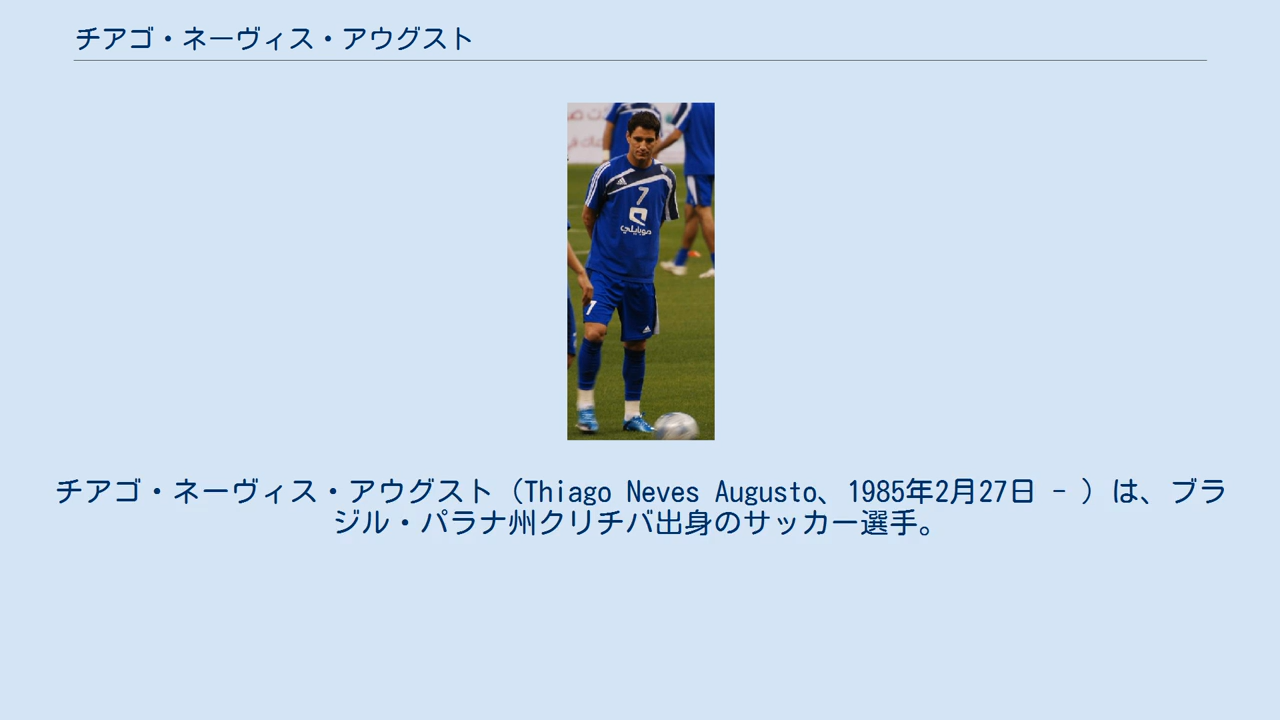 チアゴ・ネーヴィス・アウグスト
7
موبايلي
7
チアゴ・ネーヴィス・アウグスト（Thiago Neves Augusto、1985年2月27日 - ）は、ブラ
ジル・パラナ州クリチバ出身のサッカー選手。